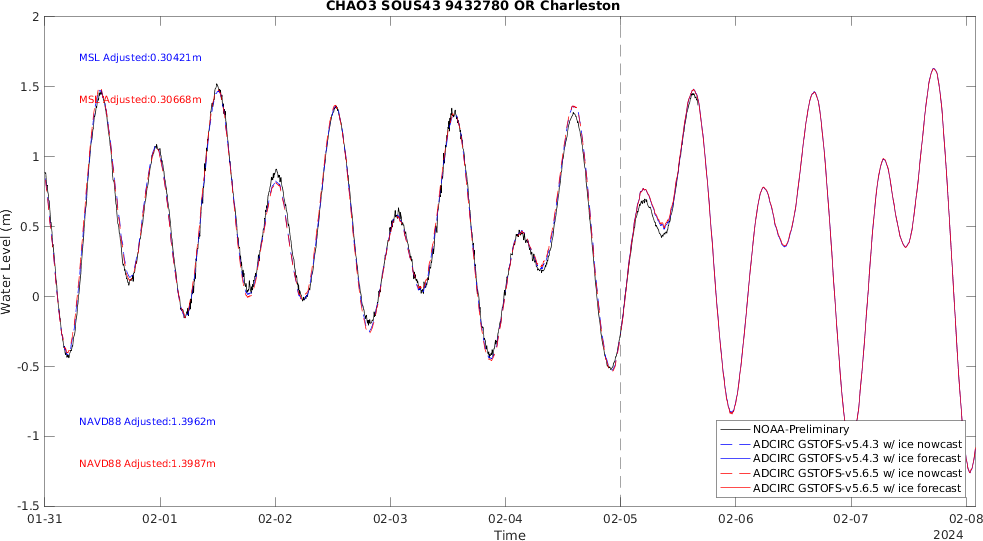 CHAO3 SOUS43 9432780 OR Charleston
2
1.5
1
0.5
0
-0.5
-1
-1.5
Water Level (m)
MSL Adjusted:0.30421m
MSL Adjusted:0.30668m
NAVD88 Adjusted:1.3962m
NAVD88 Adjusted:1.3987m
NOAA-Preliminary
ADCIRC GSTOFS-v5.4.3 w/ ice nowcast
ADCIRC GSTOFS-v5.4.3 w/ ice forecast
ADCIRC GSTOFS-v5.6.5 w/ ice nowcast
ADCIRC GSTOFS-v5.6.5 w/ ice forecast
01-31 02-01 02-02 02-03 02-04 02-05 02-06 02-07 02-08
Time
2024